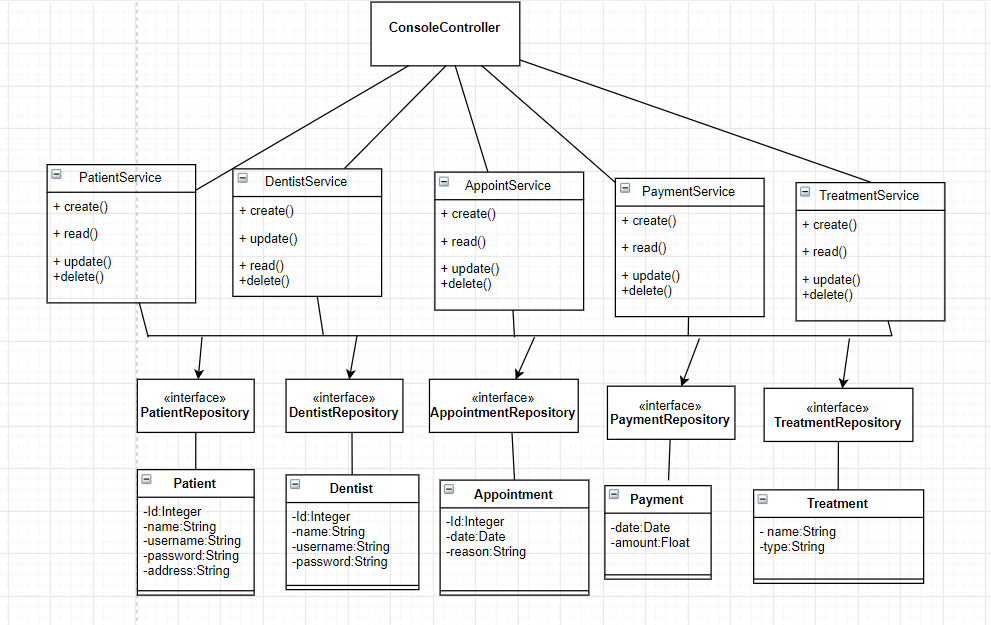 ConsoleController
PatientService
+ create()
+ read()
+ update()
+delete()
DentistService
+ create()
+ update()
+ read()
+delete()
AppointService
+ create()
+ read()
+ update()
+delete()
PaymentService
+ create()
+ read()
+ update()
+delete()
TreatmentService
+ create()
+ read()
+ update()
+delete()
«interface»
PatientRepository
«interface»
DentistRepository
«interface»
AppointmentRepository
«interface»
PaymentRepository
«interface»
TreatmentRepository
Patient
-Id:Integer
-name:String
-username:String
-password:String
-address:String
Dentist
-Id:Integer
-name:String
-username:String
-password:String
Appointment
-Id:Integer
-date:Date
-reason:String
Payment
-date:Date
-amount:Float
Treatment
- name:String
-type:String